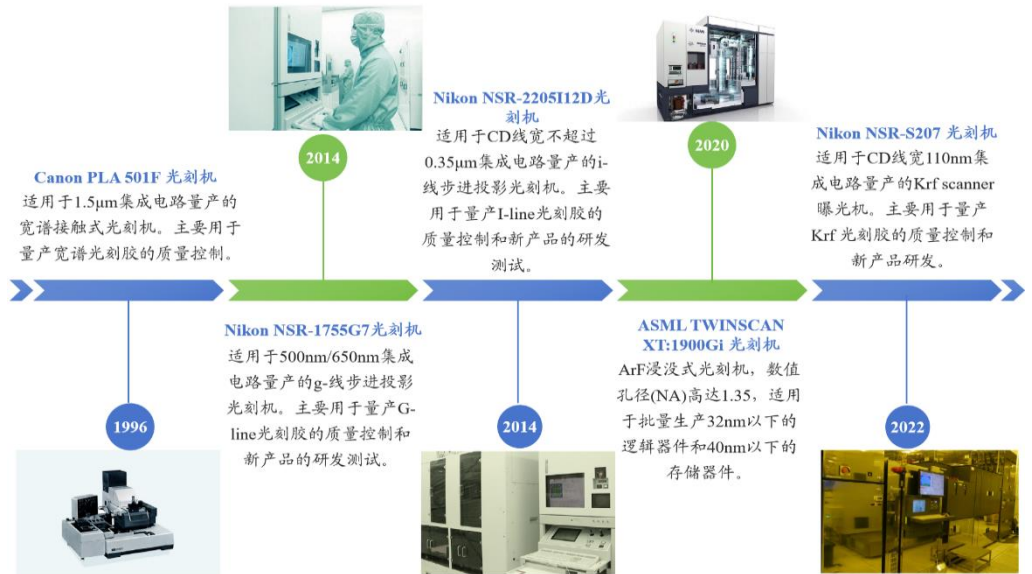 1996
Canon PLA 501F 光刻机
适用于1.5μm集成电路量产的
宽谱接触式光刻机。主要用于
量产宽谱光刻胶的质量控制。
2014
Nikon NSR-1755G7光刻机
适用于500nm/650nm集成
电路量产的g-线步进投影
光刻机。主要用于量产G-
line光刻胶的质量控制和
新产品的研发测试。
Nikon NSR-2205I12D光
刻机
适用于CD线宽不超过
0.35μm集成电路量产的i-
线步进投影光刻机。主要
用于量产I-line光刻胶的
质量控制和新产品的研发
测试。
2014
2020
ASML TWINSCAN
XT:1900Gi 光刻机
ArF浸没式光刻机，数值
孔径(NA)高达1.35，适用
于批量生产32nm以下的
逻辑器件和40nm以下的
存储器件。
Nikon NSR-S207 光刻机
适用于CD线宽110nm集
成电路量产的Krf scanner
曝光机。主要用于量产
Krf 光刻胶的质量控制和
新产品研发。
2022